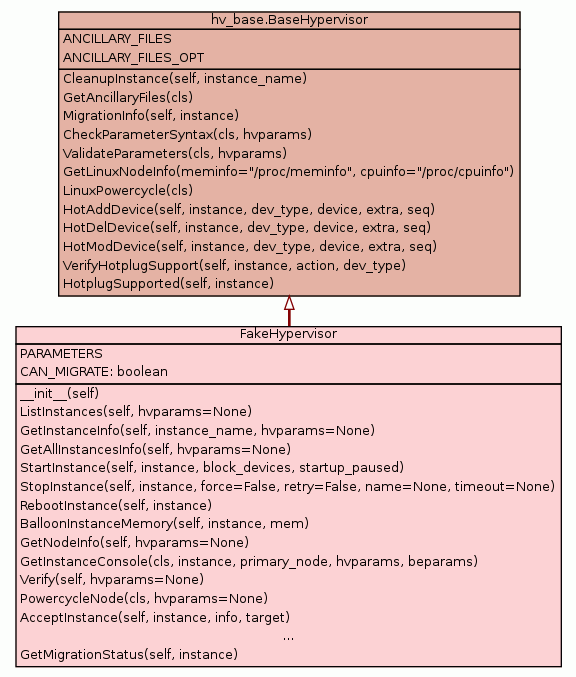 hv_base.BaseHypervisor
ANCILLARY_FILES
ANCILLARY_FILES_OPT
CleanupInstance(self, instance_name)
GetAncillaryFiles(cls)
MigrationInfo(self, instance)
CheckParameterSyntax(cls, hvparams)
ValidateParameters(cls, hvparams)
GetLinuxNodeInfo(meminfo="/proc/meminfo", cpuinfo="/proc/cpuinfo")
LinuxPowercycle(cls)
HotAddDevice(self, instance, dev_type, device, extra, seq)
HotDelDevice(self, instance, dev_type, device, extra, seq)
HotModDevice(self, instance, dev_type, device, extra, seq)
VerifyHotplugSupport(self, instance, action, dev_type)
HotplugSupported(self, instance)
FakeHypervisor
PARAMETERS
CAN_MIGRATE: boolean
__init__(self)
ListInstances(self, hvparams=None)
GetInstanceInfo(self, instance_name, hvparams=None)
GetAllInstancesInfo(self, hvparams=None)
StartInstance(self, instance, block_devices, startup_paused)
StopInstance(self, instance, force=False, retry=False, name=None, timeout=None)
RebootInstance(self, instance)
BalloonInstanceMemory(self, instance, mem)
GetNodeInfo(self, hvparams=None)
GetInstanceConsole(cls, instance, primary_node, hvparams, beparams)
Verify(self, hvparams=None)
PowercycleNode(cls, hvparams=None)
AcceptInstance(self, instance, info, target)
...
GetMigrationStatus(self, instance)